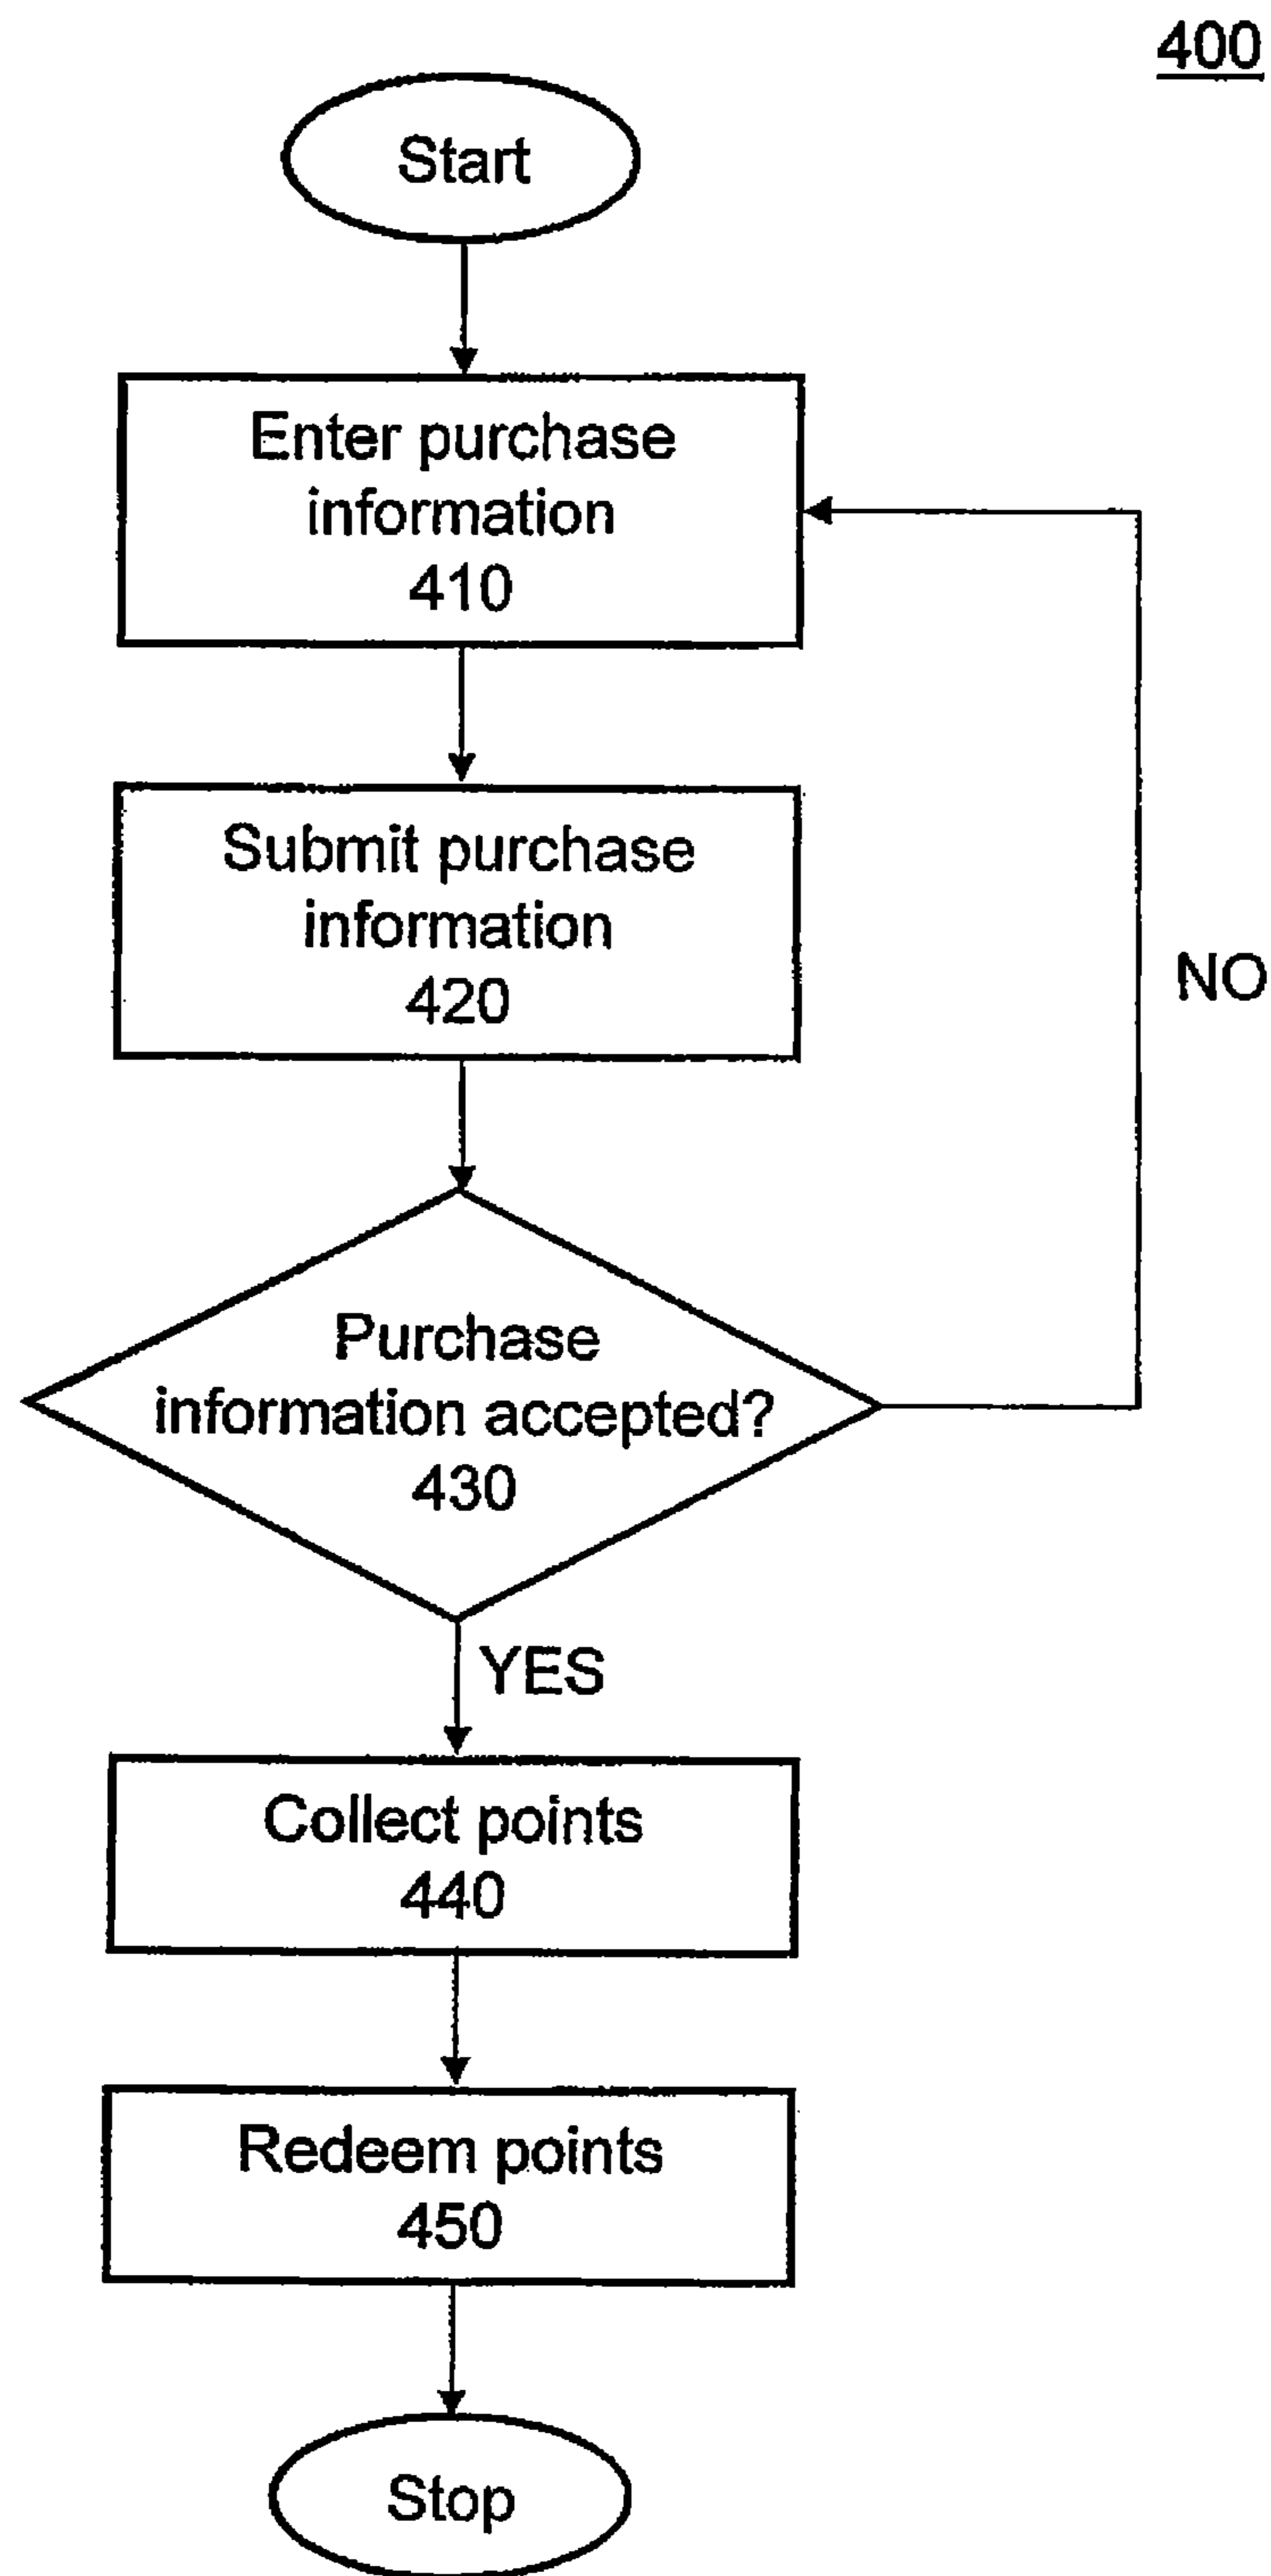 400
Start
Enter purchase
information
410
Submit purchase
information
420
NO
Purchase
information accepted?
430
YES
Collect points
440
Redeem points
450
Stop